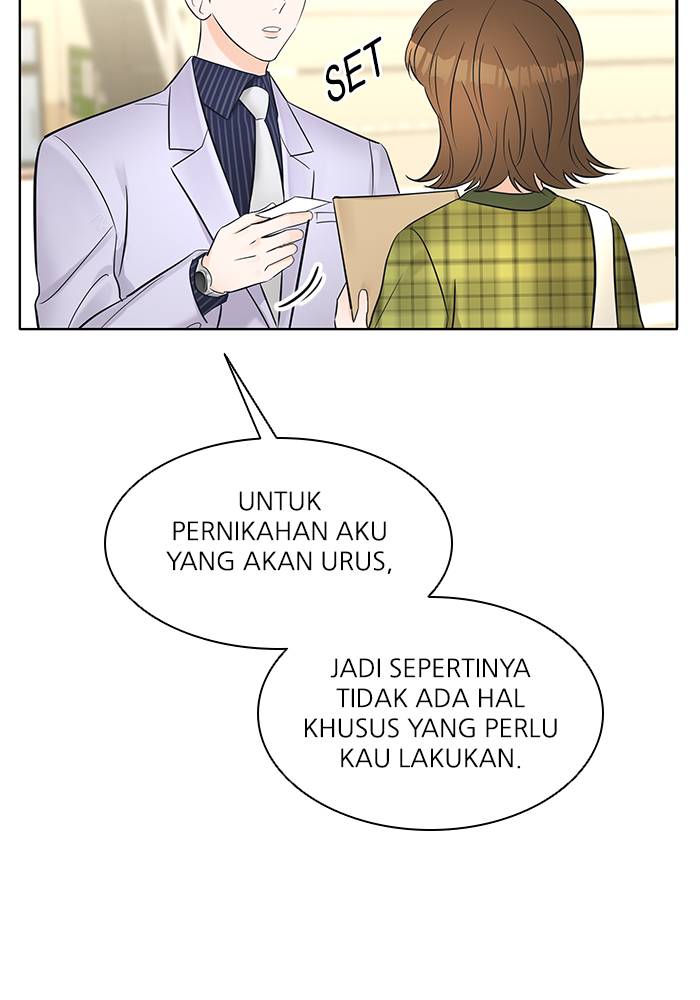 SET
UNTUK
PERNIKAHAN AKU
YANG AKAN URUS,
JADI SEPERTINYA
TIDAK ADA HAL
KHUSUS YANG PERLU
KAU LAKUKAN.